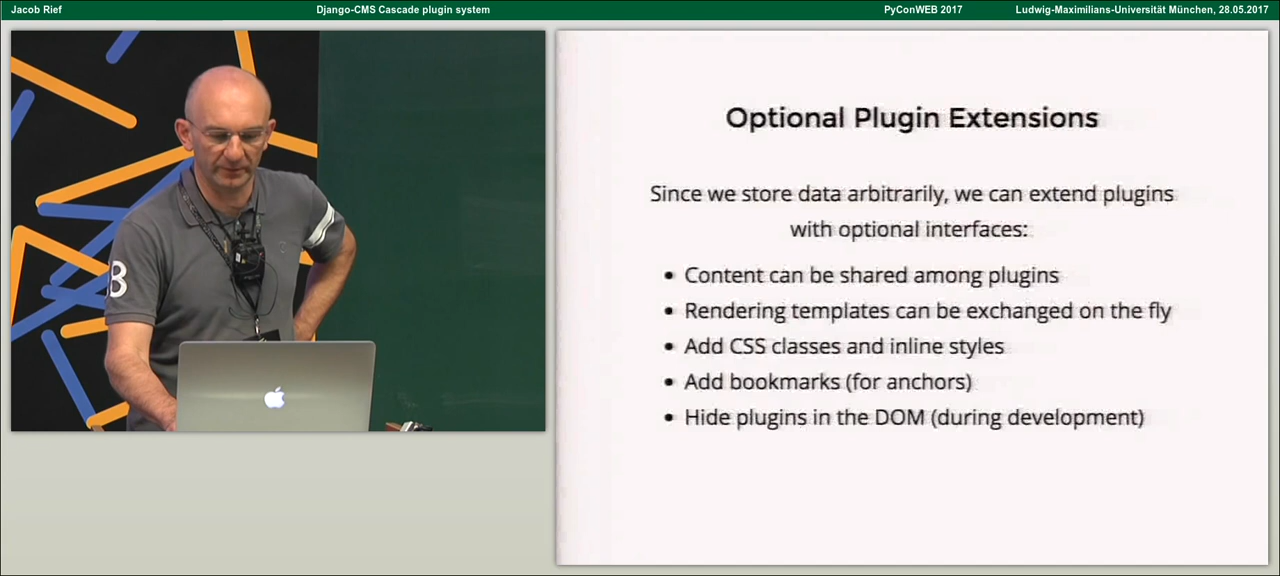 Jacob Rief
Django-CMS Cascade plugin system
PyConWEB 2017
Ludwig-Maximilians-Universität München, 28.05.2017
Optional Plugin Extensions
Since we store data arbitrarily, we can extend plugins
with optional interfaces:
• Content can be shared among plugins
• Rendering templates can be exchanged on the fly
• Add CSS classes and inline styles
• Add bookmarks (for anchors)
• Hide plugins in the DOM (during development)
3